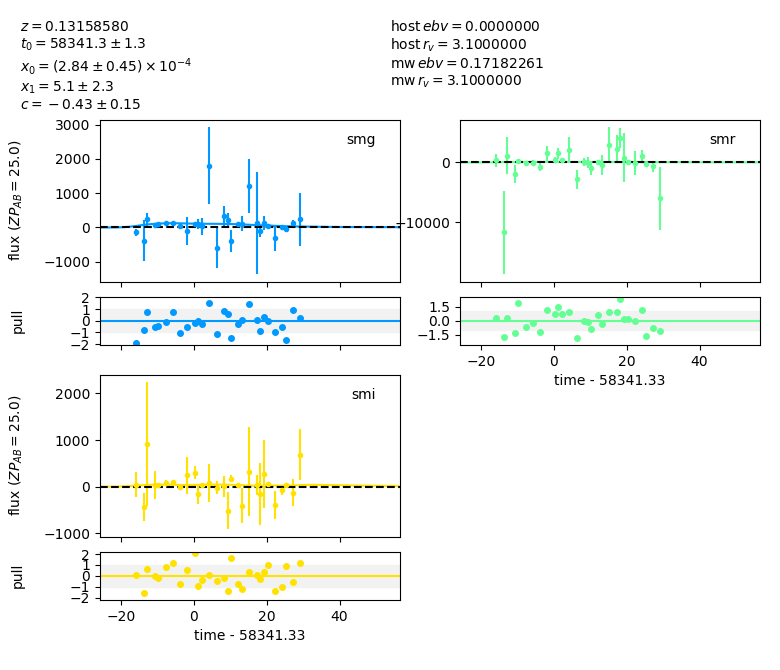 z = 0.13158580
t₀ = 58341.3 ± 1.3
x₀ = (2.84 ± 0.45) × 10⁻⁴
x₁ = 5.1 ± 2.3
c = −0.43 ± 0.15
host ebv = 0.0000000
host r_v = 3.1000000
mw ebv = 0.17182261
mw r_v = 3.1000000
smg
flux (ZP_AB = 25.0)
3000
2000
1000
0
−1000
smr
0
−10000
pull
2
1
0
−1
−2
1.5
0.0
−1.5
−20 0 20 40
time - 58341.33
smi
flux (ZP_AB = 25.0)
2000
1000
0
−1000
pull
2
1
0
−1
−2
−20 0 20 40
time - 58341.33